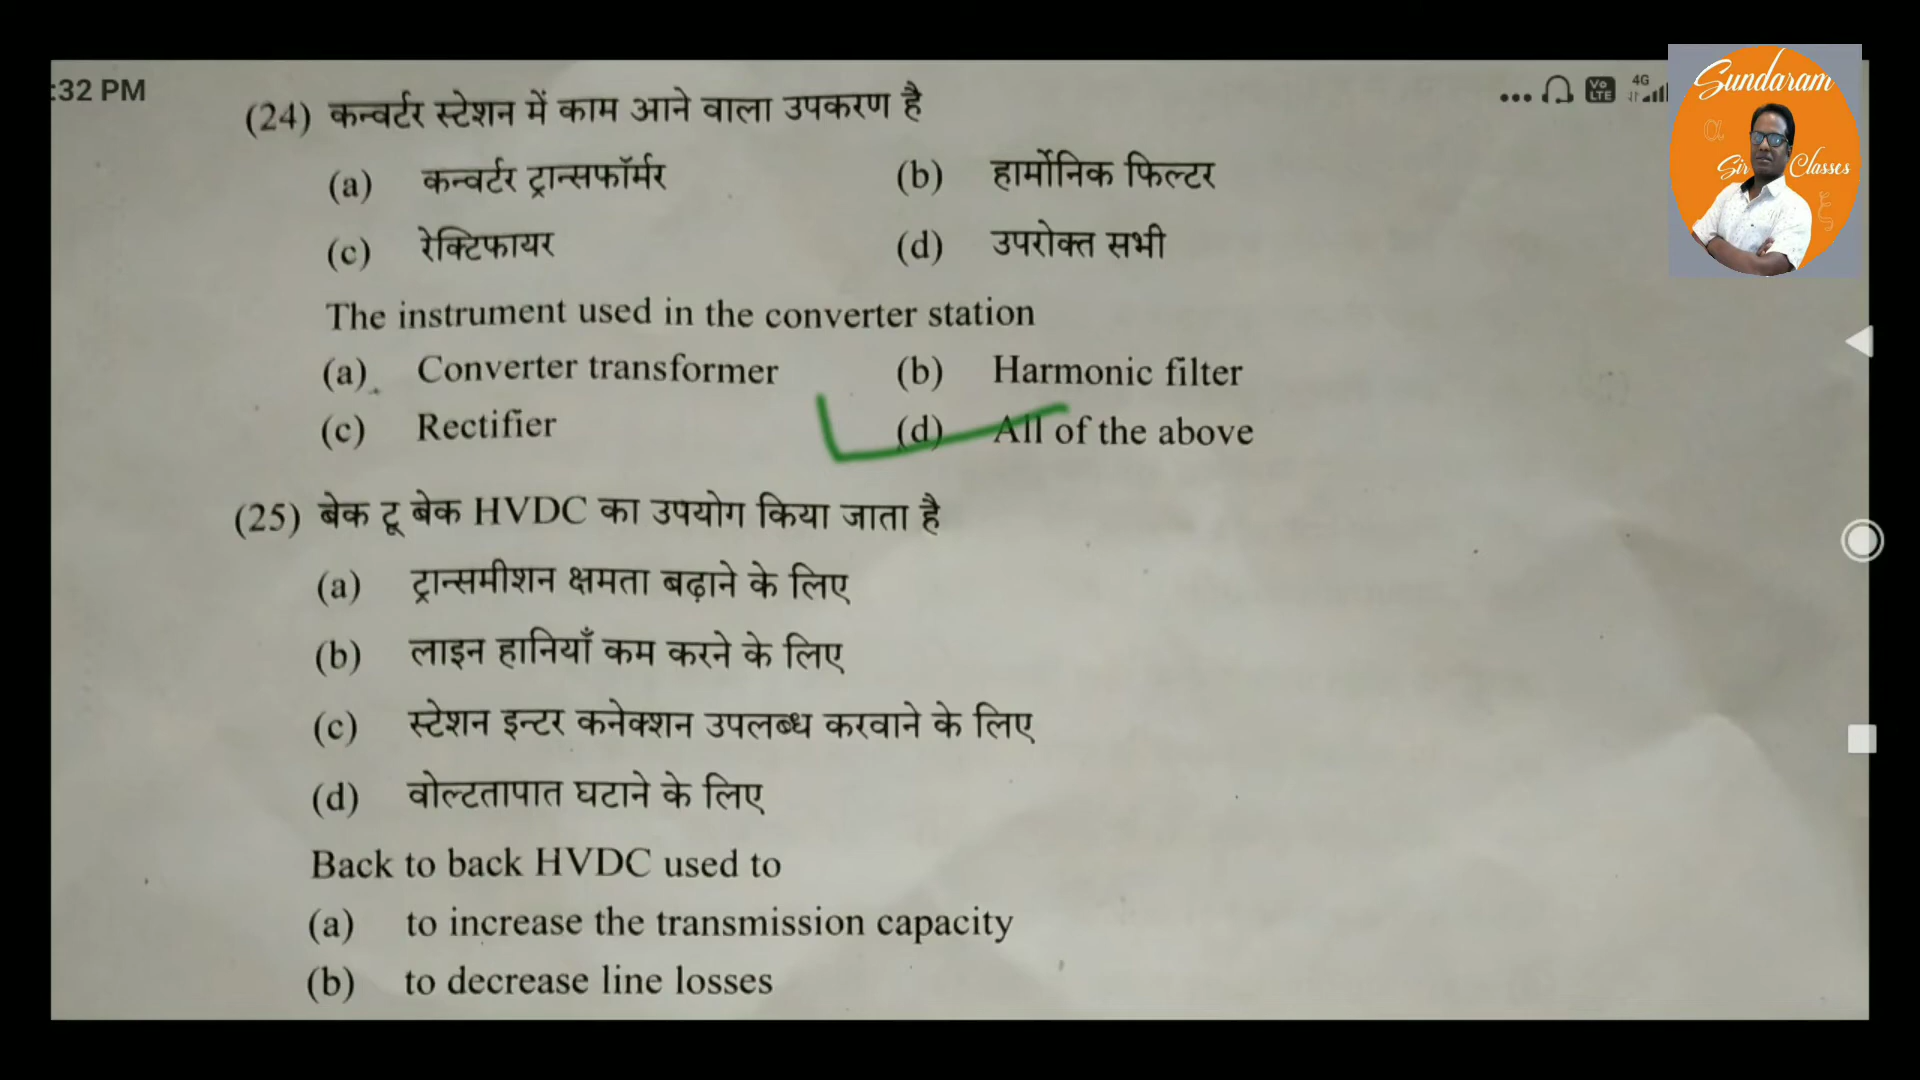 :32 PM
Vo LTE 4G
Sundaram
Sir Classes
(24) कन्वर्टर स्टेशन में काम आने वाला उपकरण है
(a) कन्वर्टर ट्रान्सफॉर्मर (b) हार्मोनिक फिल्टर
(c) रेक्टिफायर (d) उपरोक्त सभी
The instrument used in the converter station
(a) Converter transformer (b) Harmonic filter
(c) Rectifier (d) All of the above
(25) बेक टू बेक HVDC का उपयोग किया जाता है
(a) ट्रान्समीशन क्षमता बढ़ाने के लिए
(b) लाइन हानियाँ कम करने के लिए
(c) स्टेशन इन्टर कनेक्शन उपलब्ध करवाने के लिए
(d) वोल्टतापात घटाने के लिए
Back to back HVDC used to
(a) to increase the transmission capacity
(b) to decrease line losses